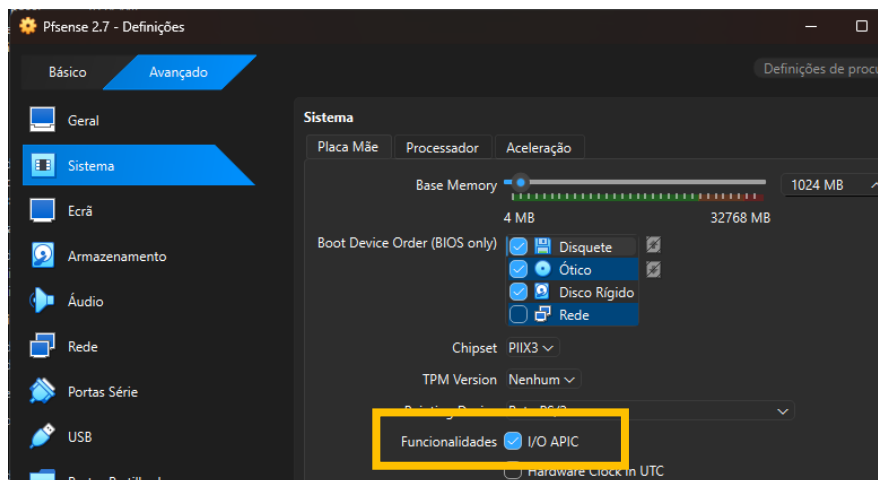 Pfsense 2.7 - Definições
Básico Avançado Definições de procu
Geral
Sistema
Ecrã
Armazenamento
Áudio
Rede
Portas Série
USB
Sistema
Placa Mãe Processador Aceleração
Base Memory 1024 MB
4 MB 32768 MB
Boot Device Order (BIOS only) Disquete
Ótico
Disco Rígido
Rede
Chipset PIIX3
TPM Version Nenhum
Funcionalidades I/O APIC
Hardware Clock in UTC